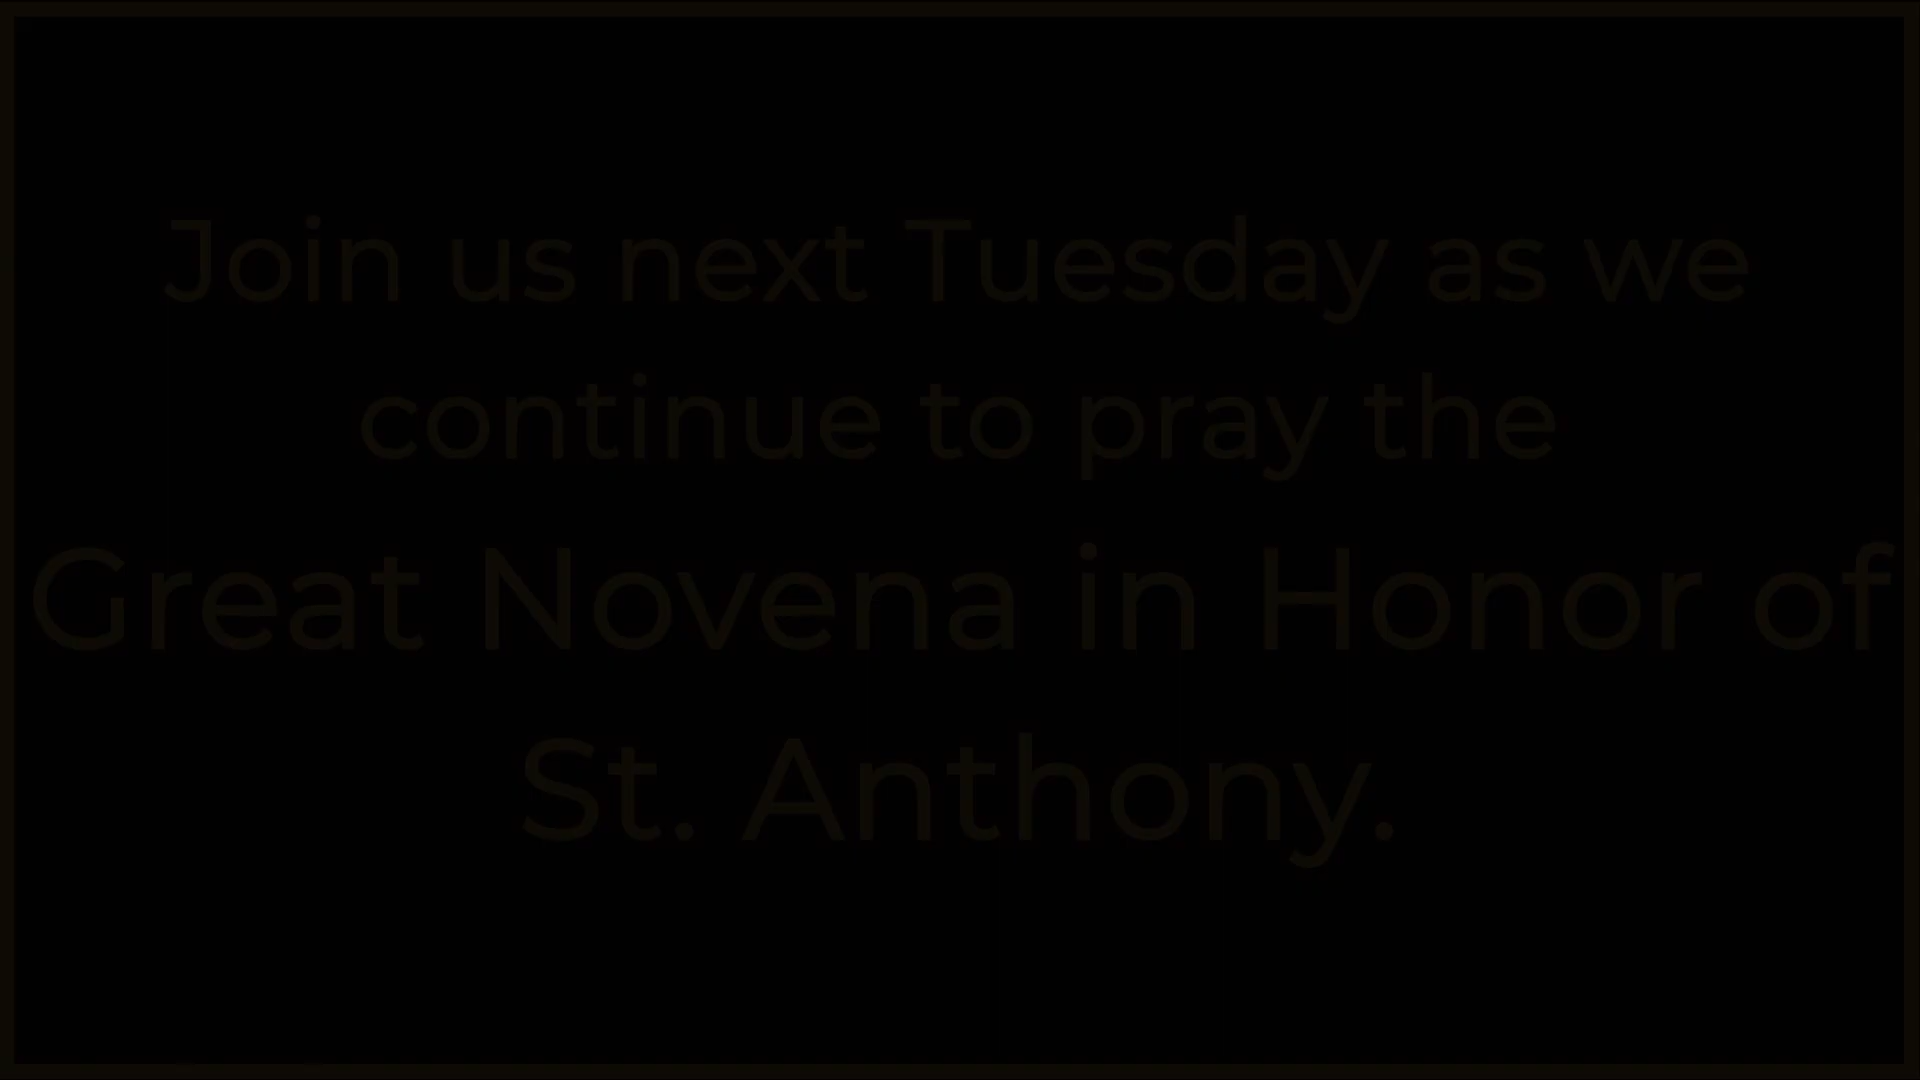 Join us next Tuesday as we
continue to pray the
Great Novena in Honor of
St. Anthony.